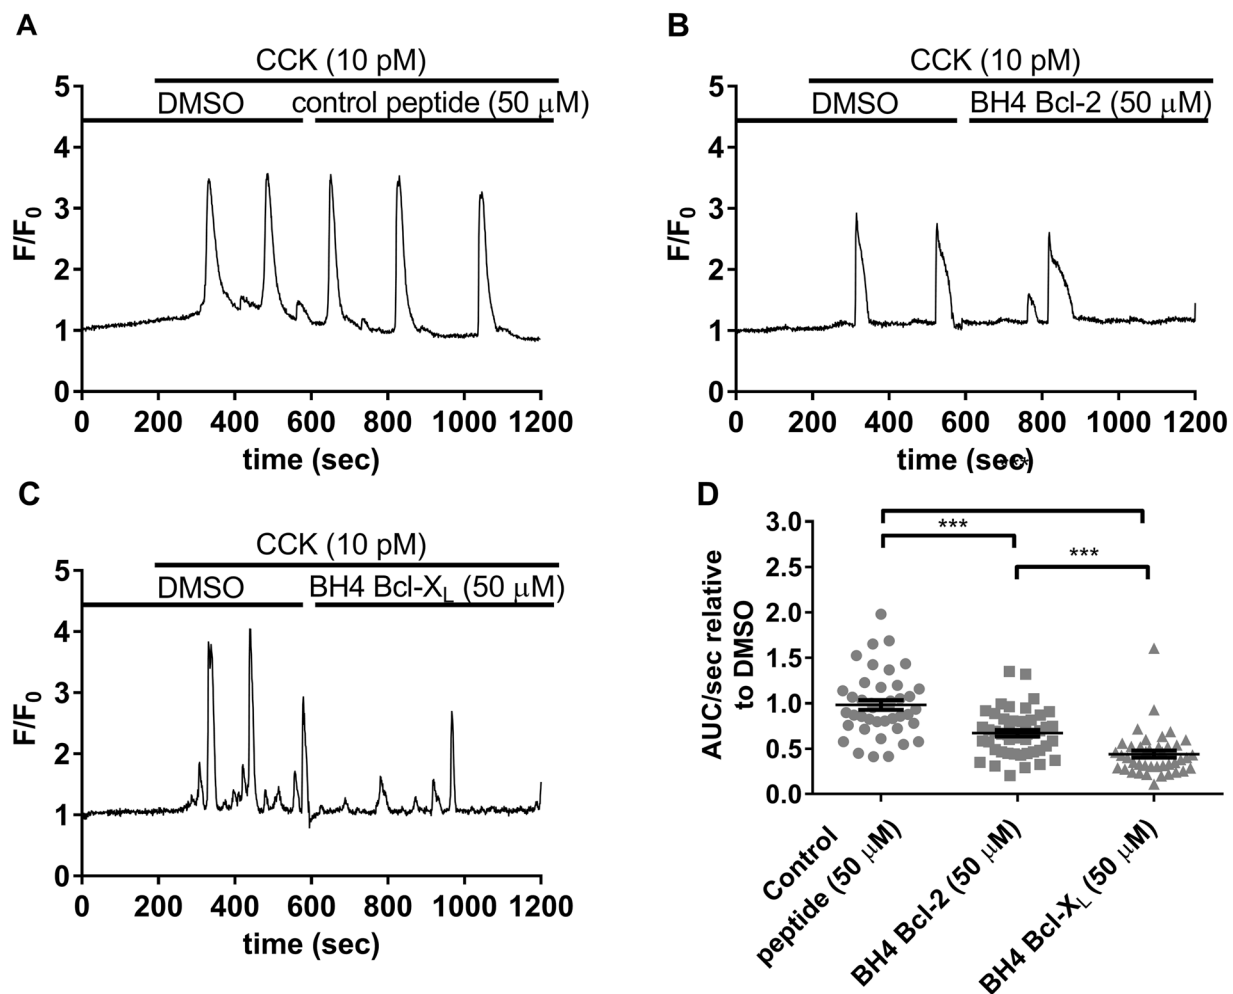 A
CCK (10 pM)
DMSO
control peptide (50 μM)
5
4
3
2
1
0
F/F0
0 200 400 600 800 1000 1200
time (sec)
B
CCK (10 pM)
DMSO
BH4 Bcl-2 (50 μM)
5
4
3
2
1
0
F/F0
0 200 400 600 800 1000 1200
time (sec)
***
C
CCK (10 pM)
DMSO
BH4 Bcl-XL (50 μM)
5
4
3
2
1
0
F/F0
0 200 400 600 800 1000 1200
time (sec)
D
***
***
3.0
2.5
2.0
1.5
1.0
0.5
0.0
AUC/sec relative
to DMSO
Control
peptide (50 μM)
BH4 Bcl-2 (50 μM)
BH4 Bcl-XL (50 μM)